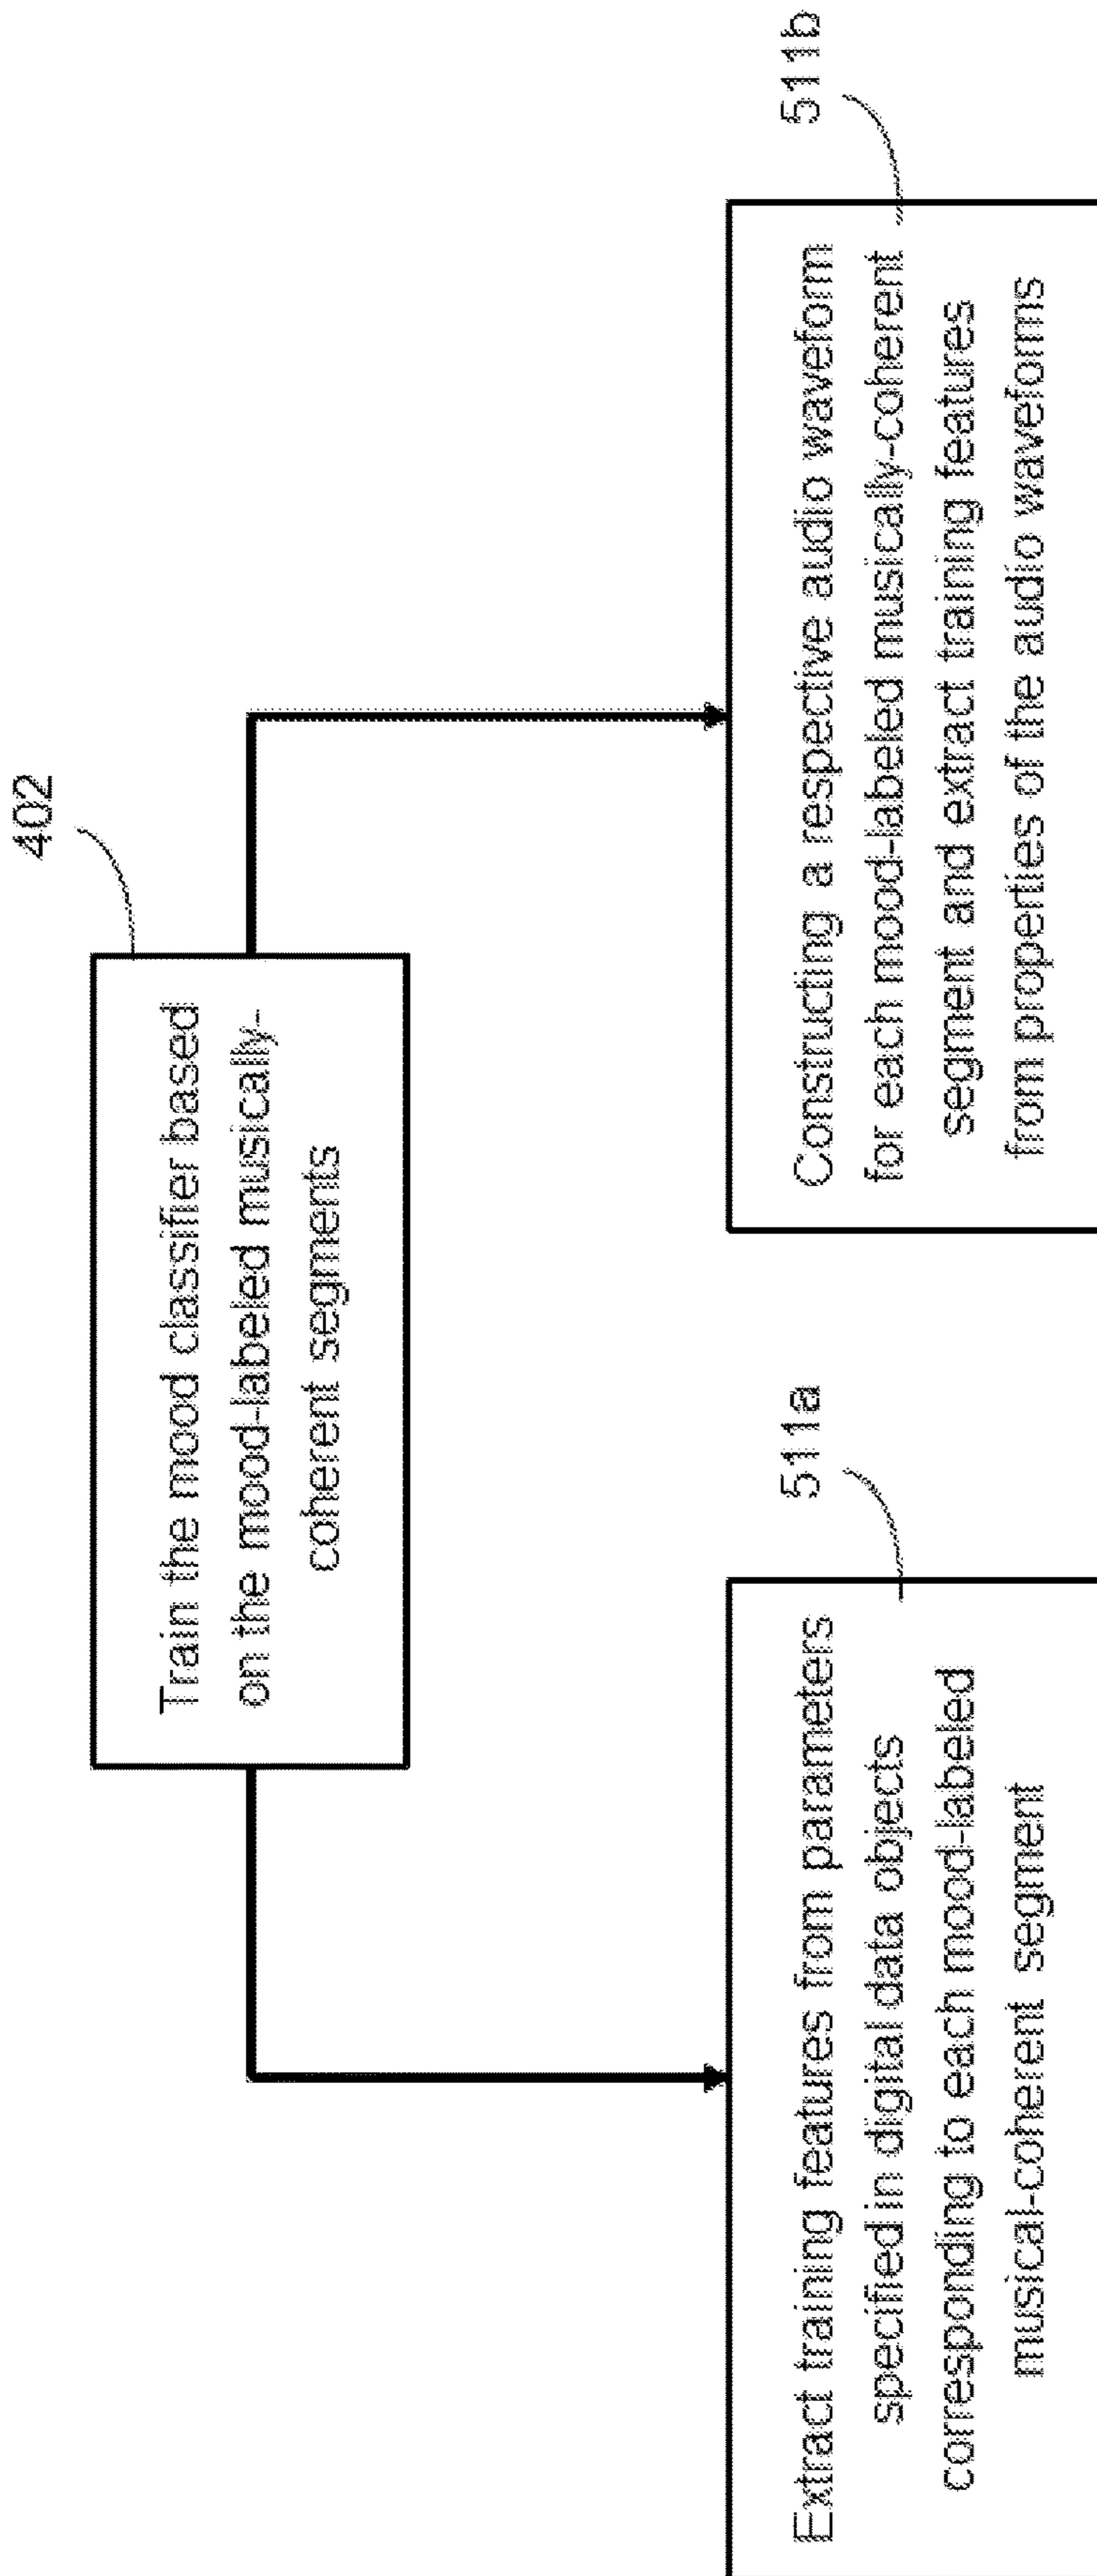 402
Train the mood classifier based
on the mood-labeled musically-
coherent segments
511a
Extract training features from parameters
specified in digital data objects
corresponding to each mood-labeled
musical-coherent segment
511b
Constructing a respective audio waveform
for each mood-labeled musically-coherent
segment and extract training features
from properties of the audio waveforms